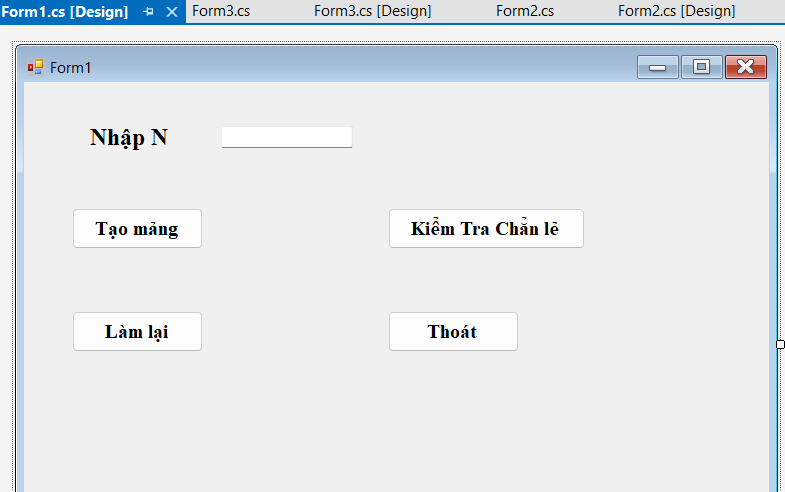 Form1.cs [Design] Form3.cs Form3.cs [Design] Form2.cs Form2.cs [Design]
Form1
Nhập N
Tạo mảng Kiểm Tra Chẳn lẻ
Làm lại Thoát